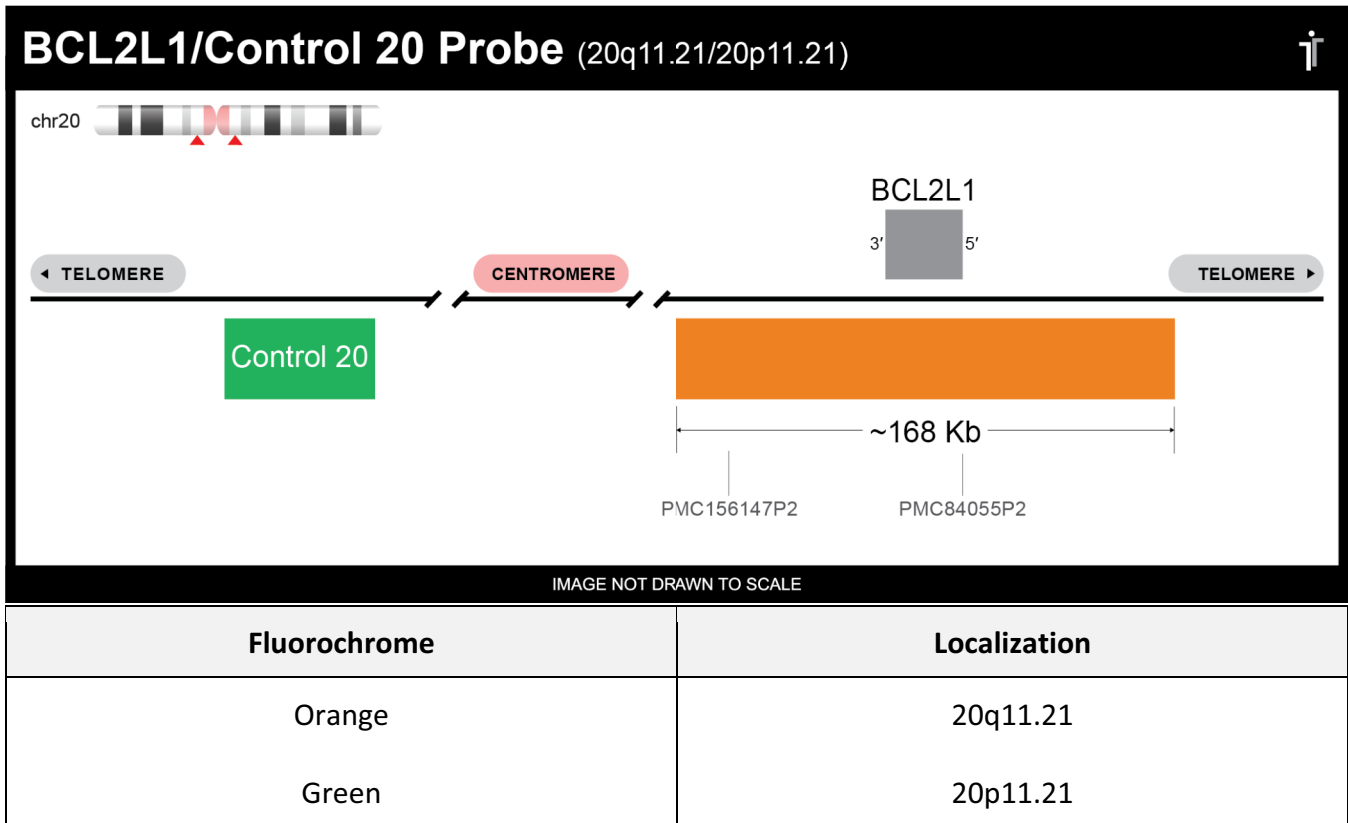 BCL2L1/Control 20 Probe (20q11.21/20p11.21)
chr20
BCL2L1
3′ 5′
◂ TELOMERE CENTROMERE TELOMERE ▸
Control 20
~168 Kb
PMC156147P2 PMC84055P2
IMAGE NOT DRAWN TO SCALE
Fluorochrome Localization
Orange 20q11.21
Green 20p11.21